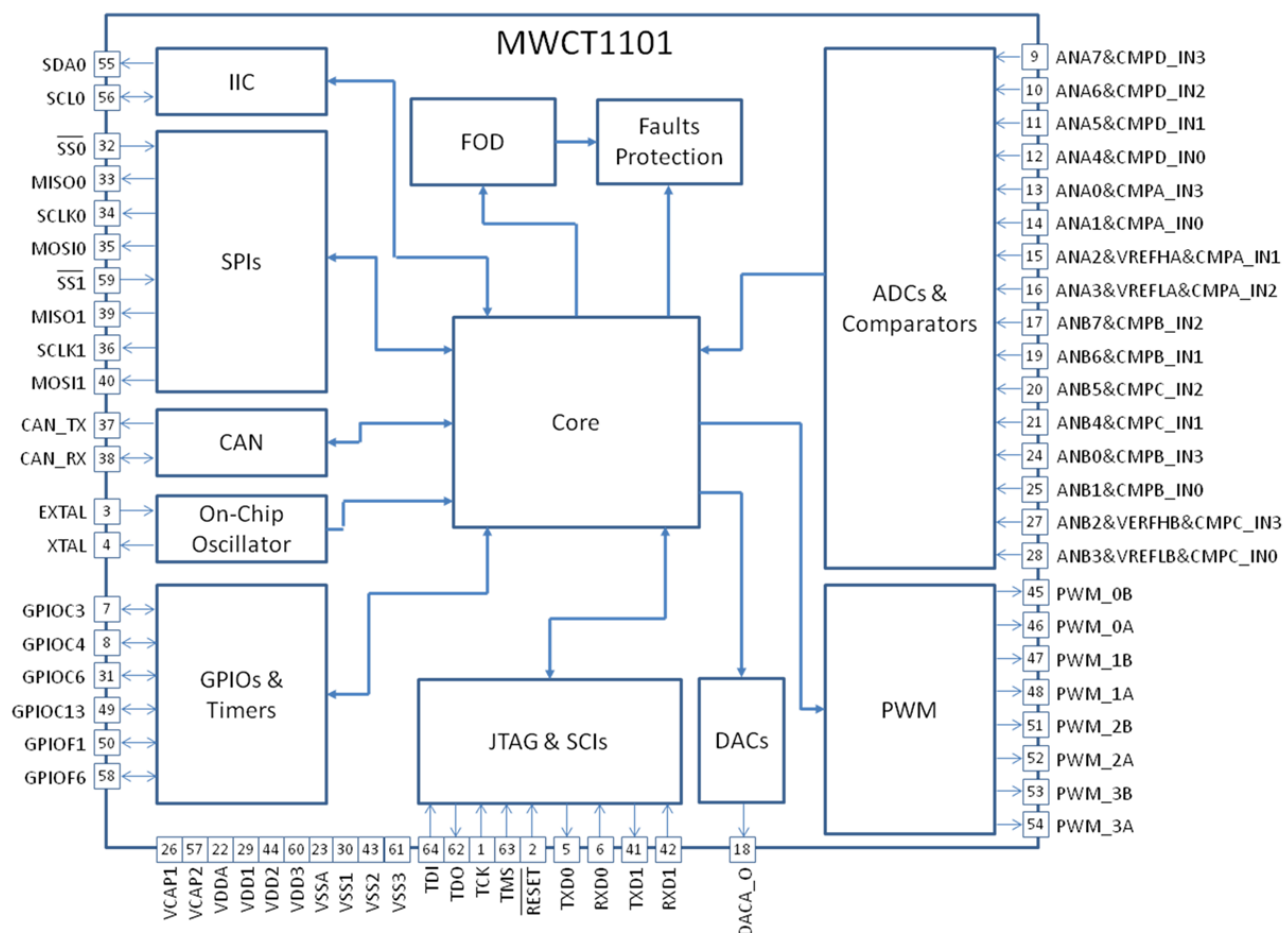 MWCT1101
SDA0 55
SCL0 56
SS0 32
MISO0 33
SCLK0 34
MOSI0 35
SS1 59
MISO1 39
SCLK1 36
MOSI1 40
CAN_TX 37
CAN_RX 38
EXTAL 3
XTAL 4
GPIOC3 7
GPIOC4 8
GPIOC6 31
GPIOC13 49
GPIOF1 50
GPIOF6 58
IIC
SPIs
CAN
On-Chip
Oscillator
GPIOs &
Timers
FOD
Faults
Protection
Core
JTAG & SCIs
DACs
ADCs &
Comparators
PWM
9 ANA7&CMPD_IN3
10 ANA6&CMPD_IN2
11 ANA5&CMPD_IN1
12 ANA4&CMPD_IN0
13 ANA0&CMPA_IN3
14 ANA1&CMPA_IN0
15 ANA2&VREFHA&CMPA_IN1
16 ANA3&VREFLA&CMPA_IN2
17 ANB7&CMPB_IN2
19 ANB6&CMPB_IN1
20 ANB5&CMPC_IN2
21 ANB4&CMPC_IN1
24 ANB0&CMPB_IN3
25 ANB1&CMPB_IN0
27 ANB2&VERFHB&CMPC_IN3
28 ANB3&VREFLB&CMPC_IN0
45 PWM_0B
46 PWM_0A
47 PWM_1B
48 PWM_1A
51 PWM_2B
52 PWM_2A
53 PWM_3B
54 PWM_3A
26 VCAP1
57 VCAP2
22 VDDA
29 VDD1
44 VDD2
60 VDD3
23 VSSA
30 VSS1
43 VSS2
61 VSS3
64 TDI
62 TDO
1 TCK
63 TMS
2 RESET
5 TXD0
6 RXD0
41 TXD1
42 RXD1
18 DACA_O